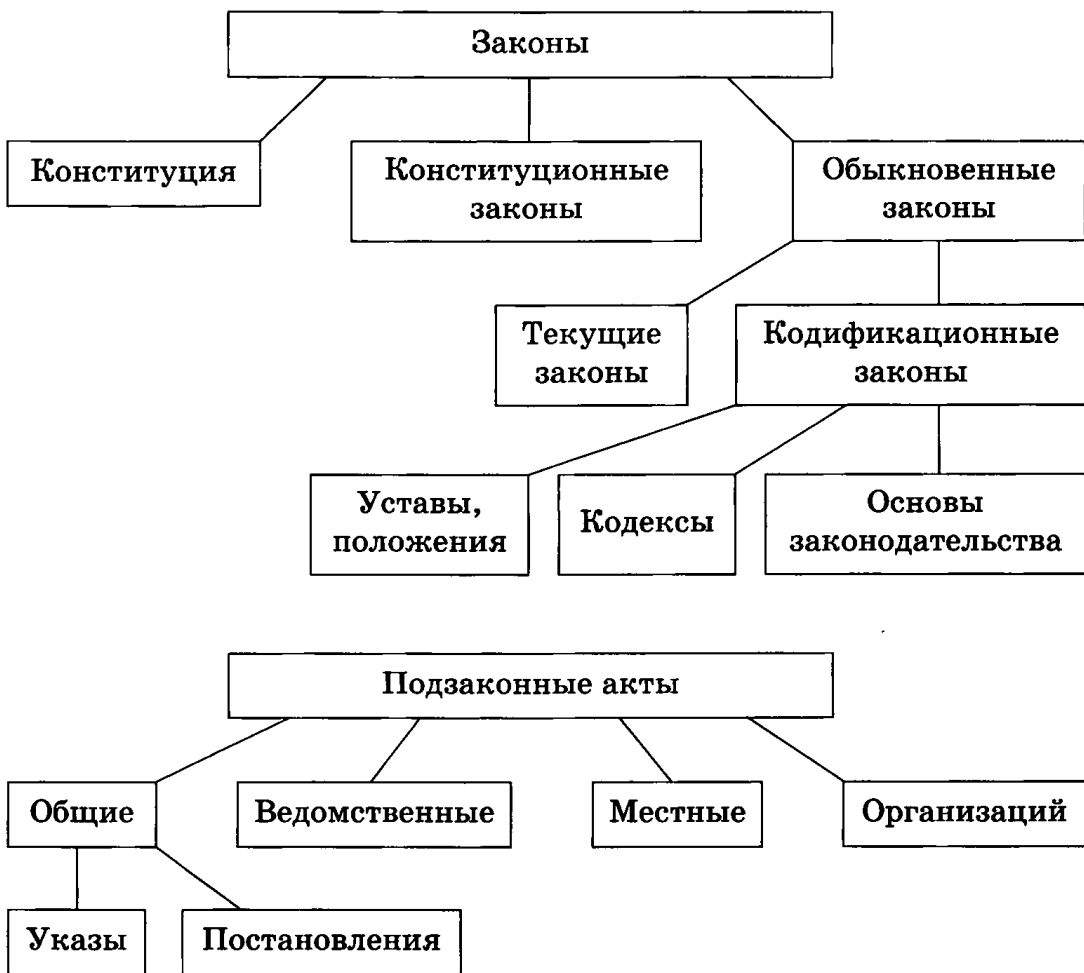 Законы
Конституция
Конституционные
законы
Обыкновенные
законы
Текущие
законы
Кодификационные
законы
Уставы,
положения
Кодексы
Основы
законодательства
Подзаконные акты
Общие
Ведомственные
Местные
Организаций
Указы
Постановления